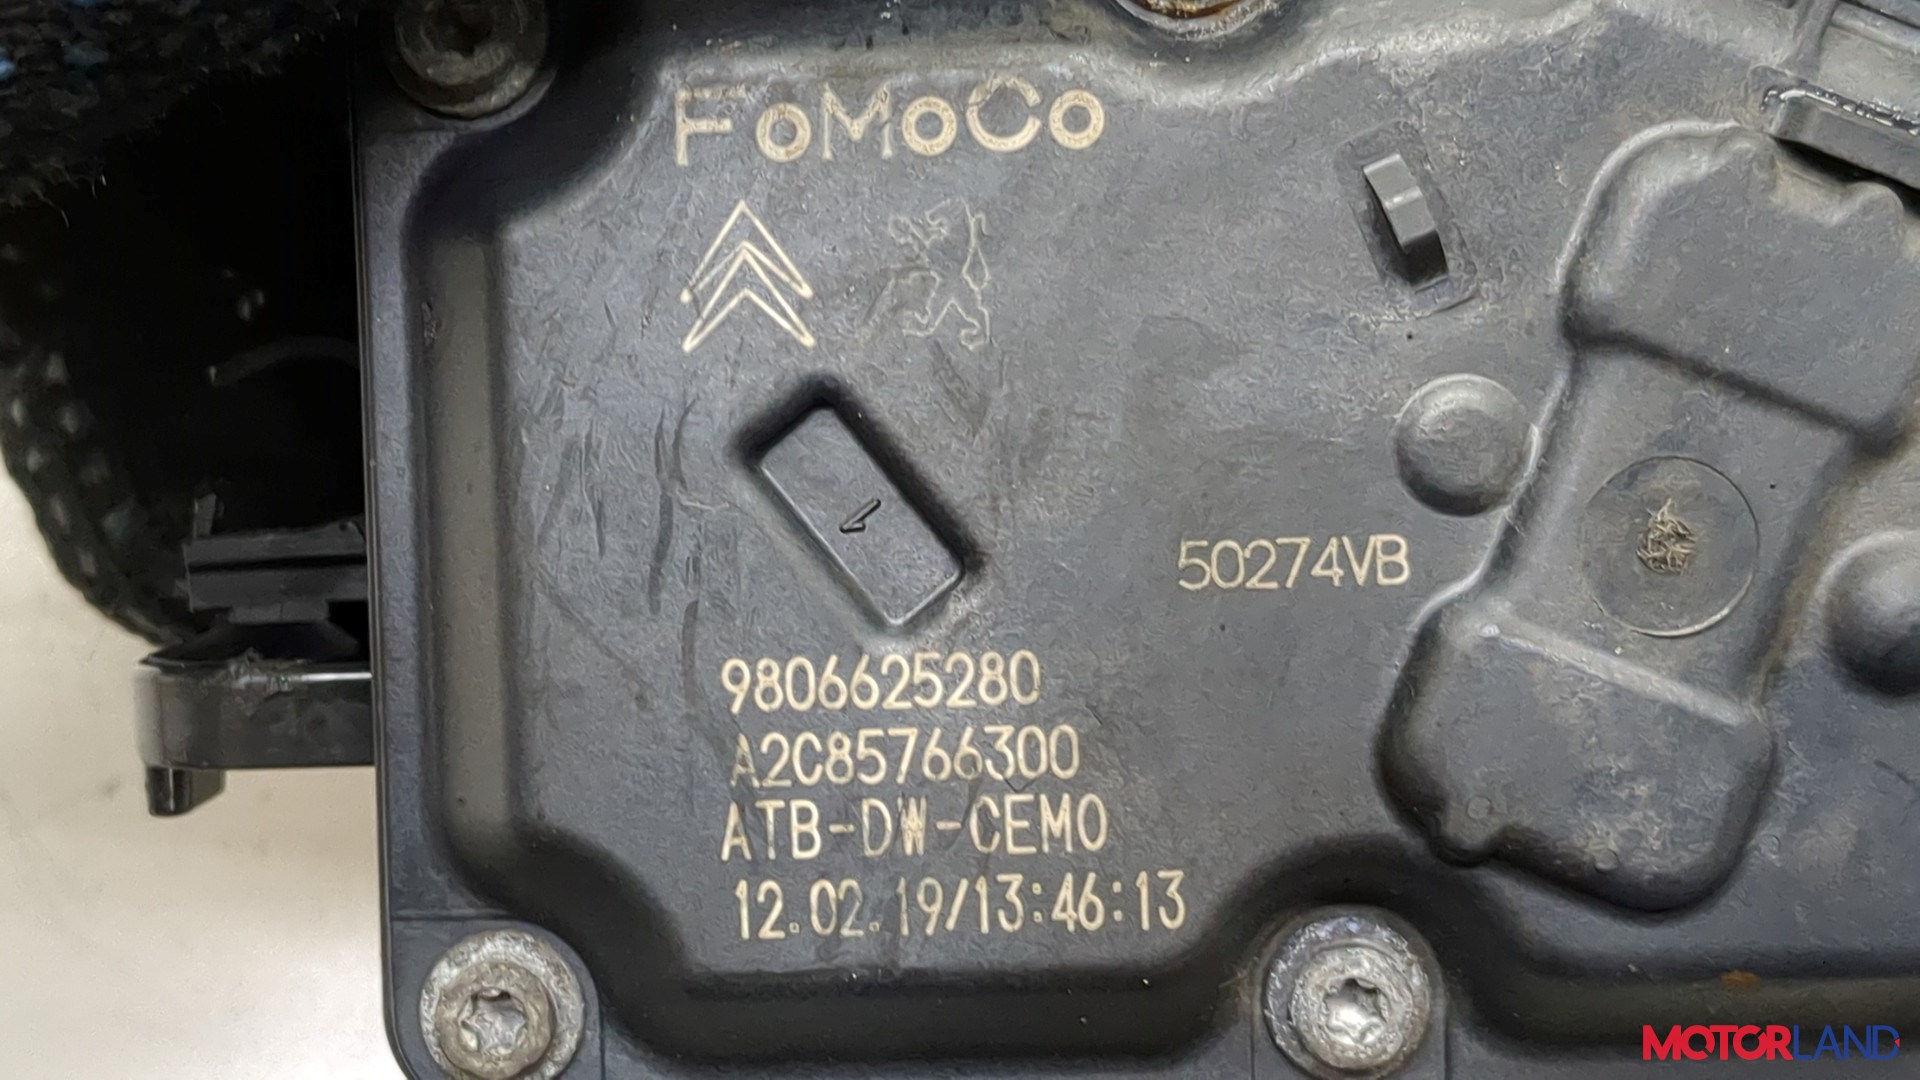 FoMoCo
50274VB
9806625280
A2C85766300
ATB-DW-CEMO
12.02.19/13:46:13
MOTORLAND